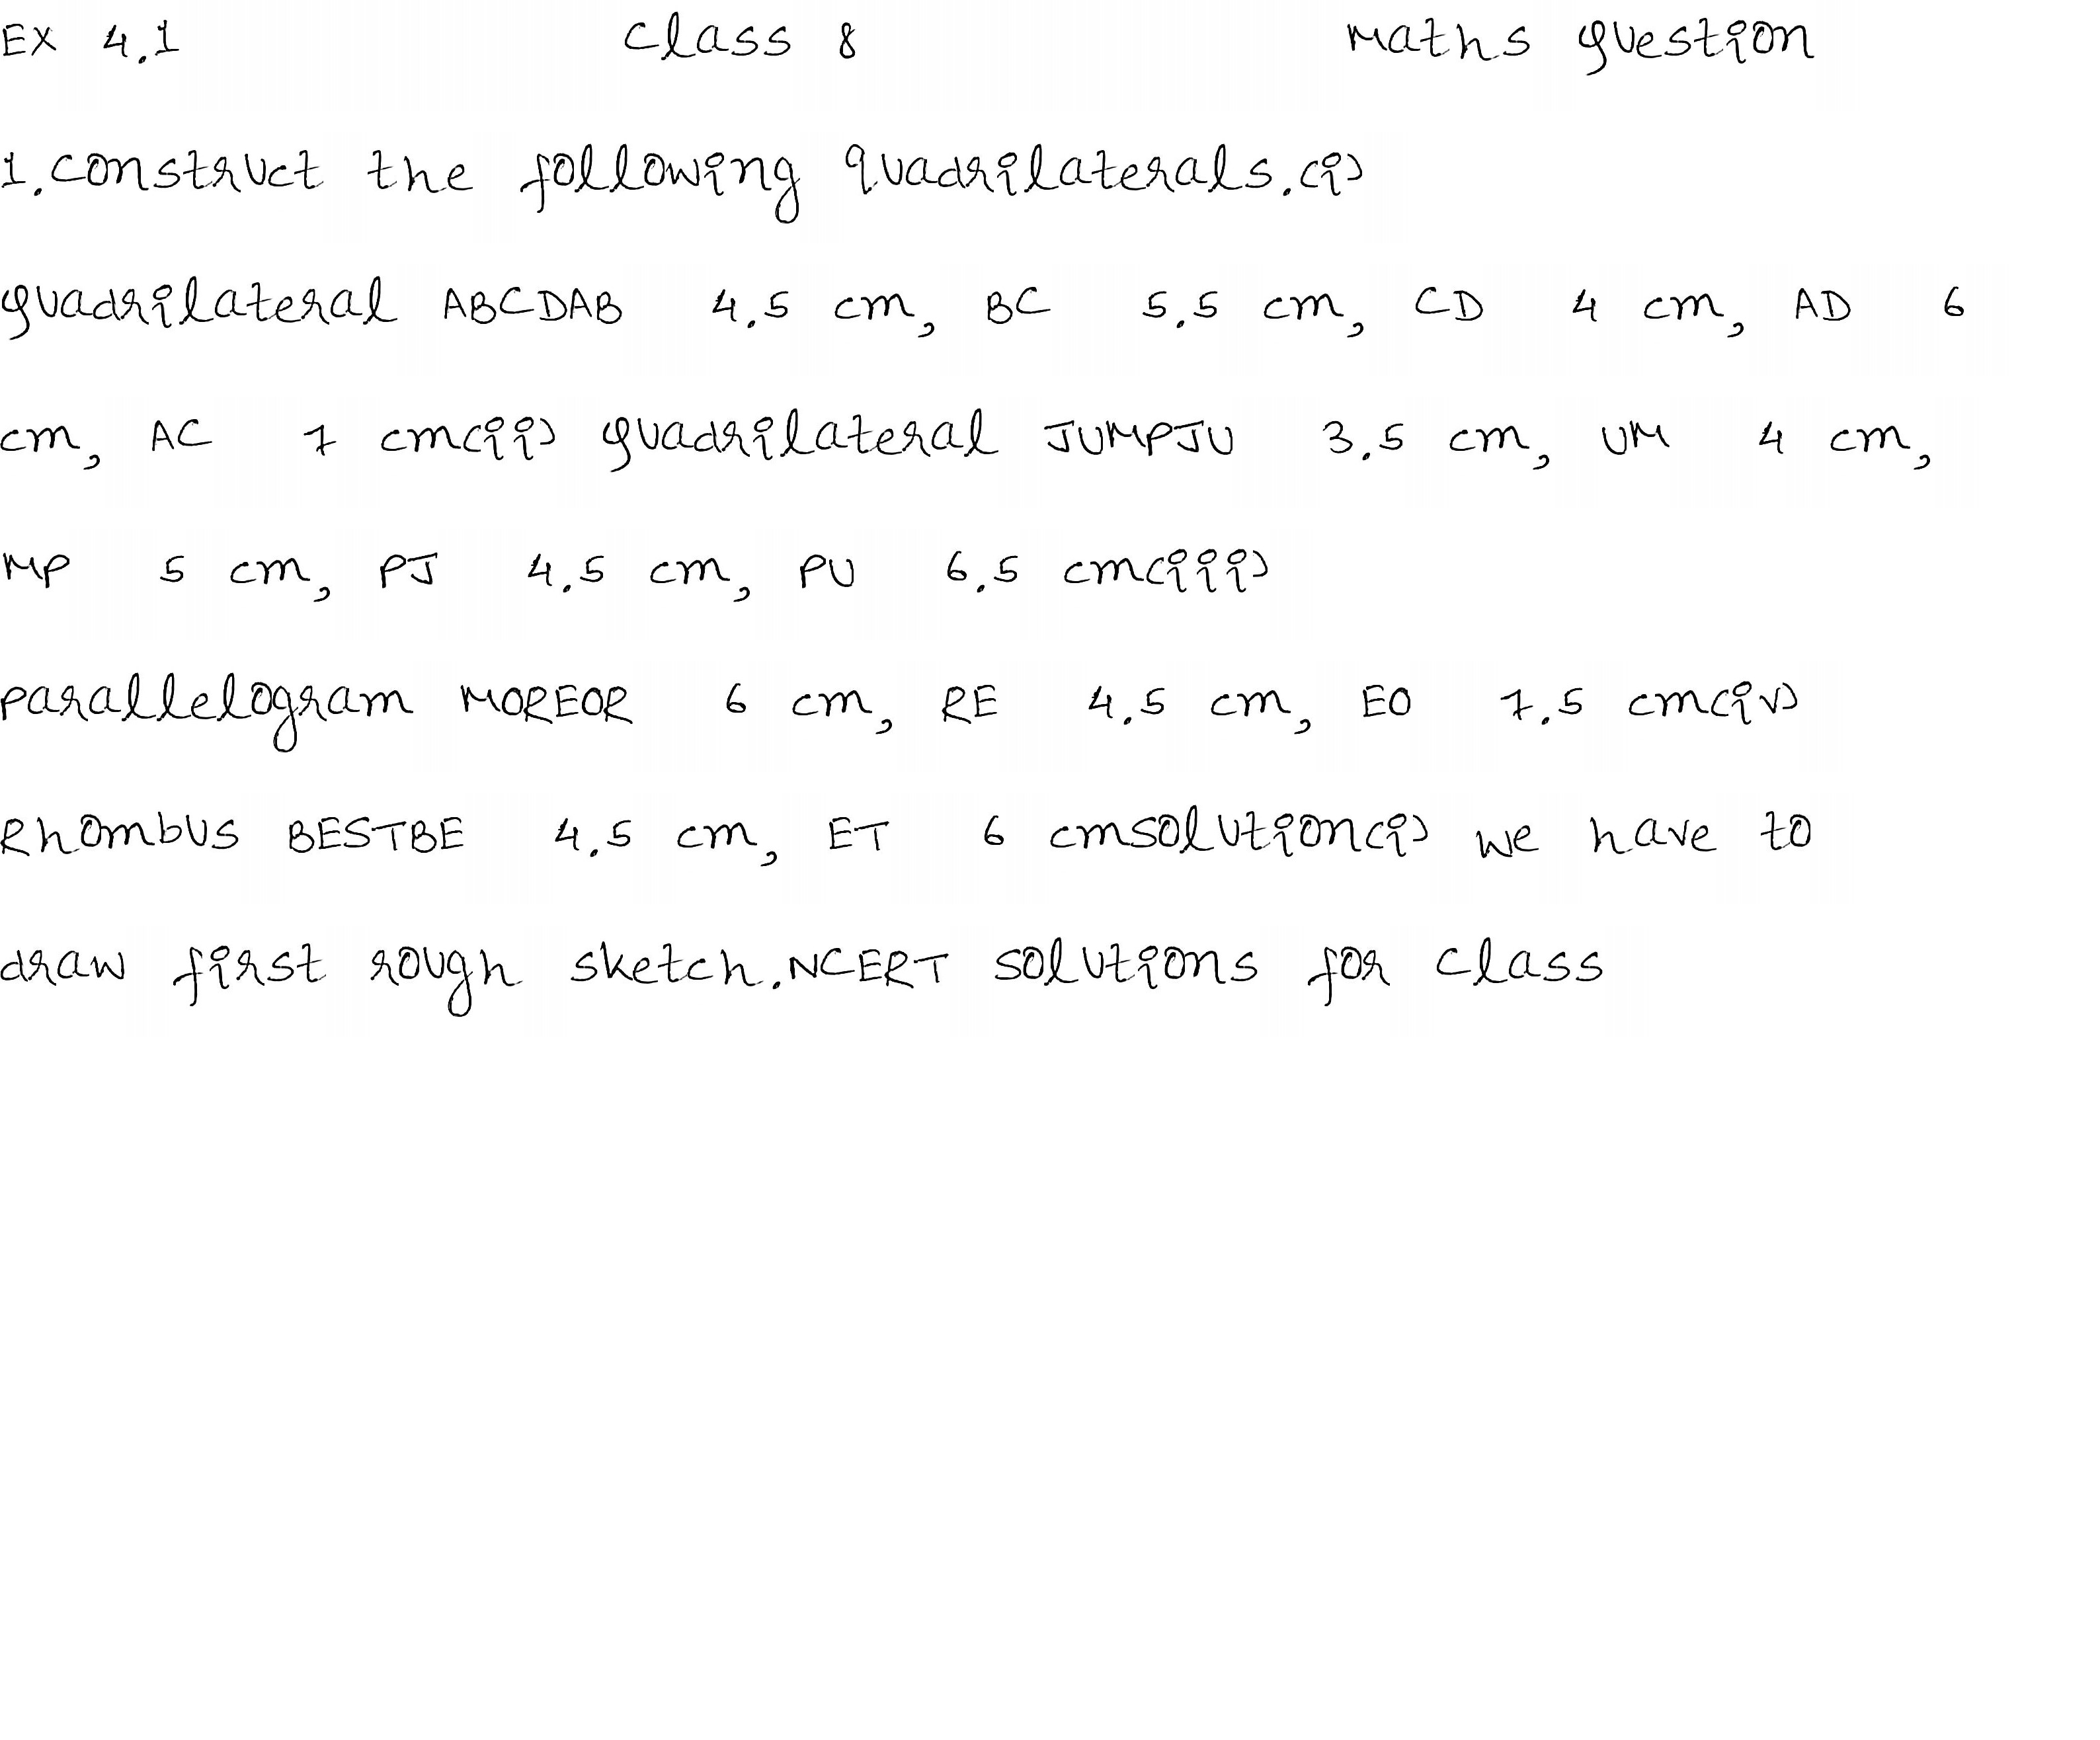 EX 4.1 class 8 Maths question
1.construct the following quadrilaterals.(i)
quadrilateral ABCDAB 4.5 cm, BC 5.5 cm, CD 4 cm, AD 6
cm, AC 7 cm(ii) quadrilateral JUMPJU 3.5 cm, UM 4 cm,
MP 5 cm, PJ 4.5 cm, PU 6.5 cm(iii)
parallelogram MOREOR 6 cm, RE 4.5 cm, EO 7.5 cm(iv)
Rhombus BESTBE 4.5 cm, ET 6 cmsolution(i) we have to
draw first rough sketch.NCERT solutions for class